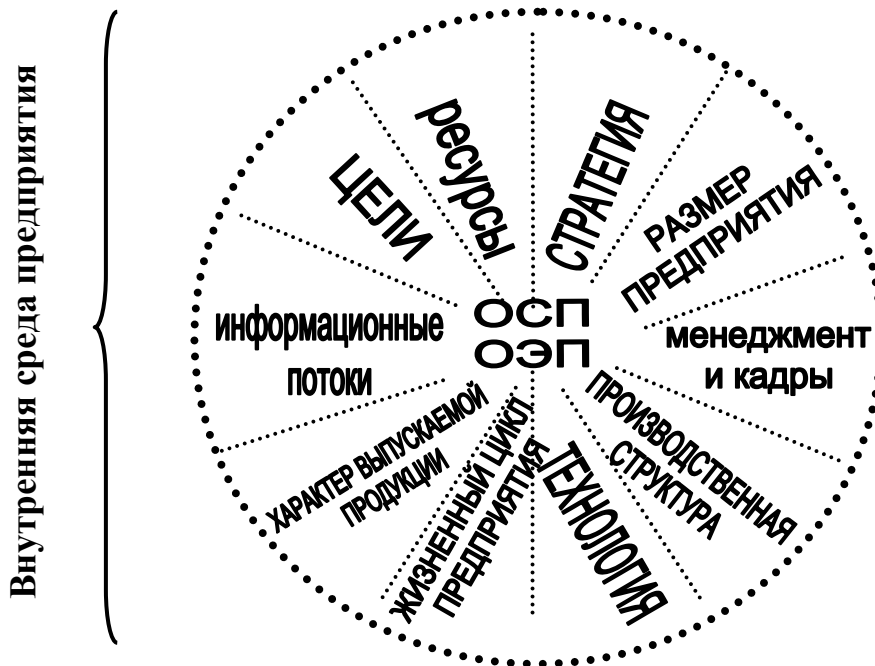 Внутренняя среда предприятия
ЦЕЛИ
ресурсы
СТРАТЕГИЯ
РАЗМЕР
ПРЕДПРИЯТИЯ
информационные
потоки
ОСП
ОЭП
менеджмент
и кадры
ХАРАКТЕР ВЫПУСКАЕМОЙ
ПРОДУКЦИИ
ЖИЗНЕННЫЙ ЦИКЛ
ПРЕДПРИЯТИЯ
ТЕХНОЛОГИЯ
ПРОИЗВОДСТВЕННАЯ
СТРУКТУРА